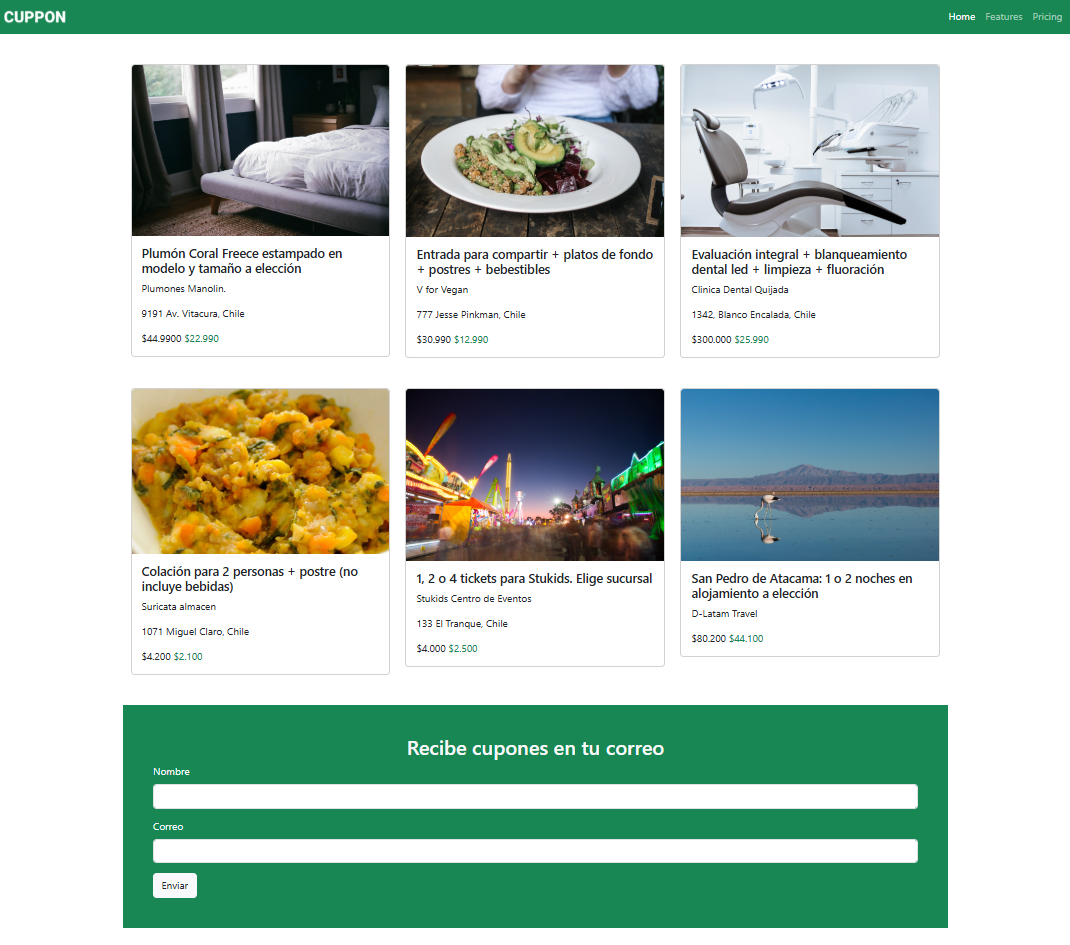 CUPPON
Home Features Pricing
Plumón Coral Freece estampado en
modelo y tamaño a elección
Plumones Manolin.
9191 Av. Vitacura, Chile
$44.9900 $22.990
Entrada para compartir + platos de fondo
+ postres + bebestibles
V for Vegan
777 Jesse Pinkman, Chile
$30.990 $12.990
Evaluación integral + blanqueamiento
dental led + limpieza + fluoración
Clinica Dental Quijada
1342, Blanco Encalada, Chile
$300.000 $25.990
Colación para 2 personas + postre (no
incluye bebidas)
Suricata almacen
1071 Miguel Claro, Chile
$4.200 $2.100
1, 2 o 4 tickets para Stukids. Elige sucursal
Stukids Centro de Eventos
133 El Tranque, Chile
$4.000 $2.500
San Pedro de Atacama: 1 o 2 noches en
alojamiento a elección
D-Latam Travel
$80.200 $44.100
Recibe cupones en tu correo
Nombre
Correo
Enviar